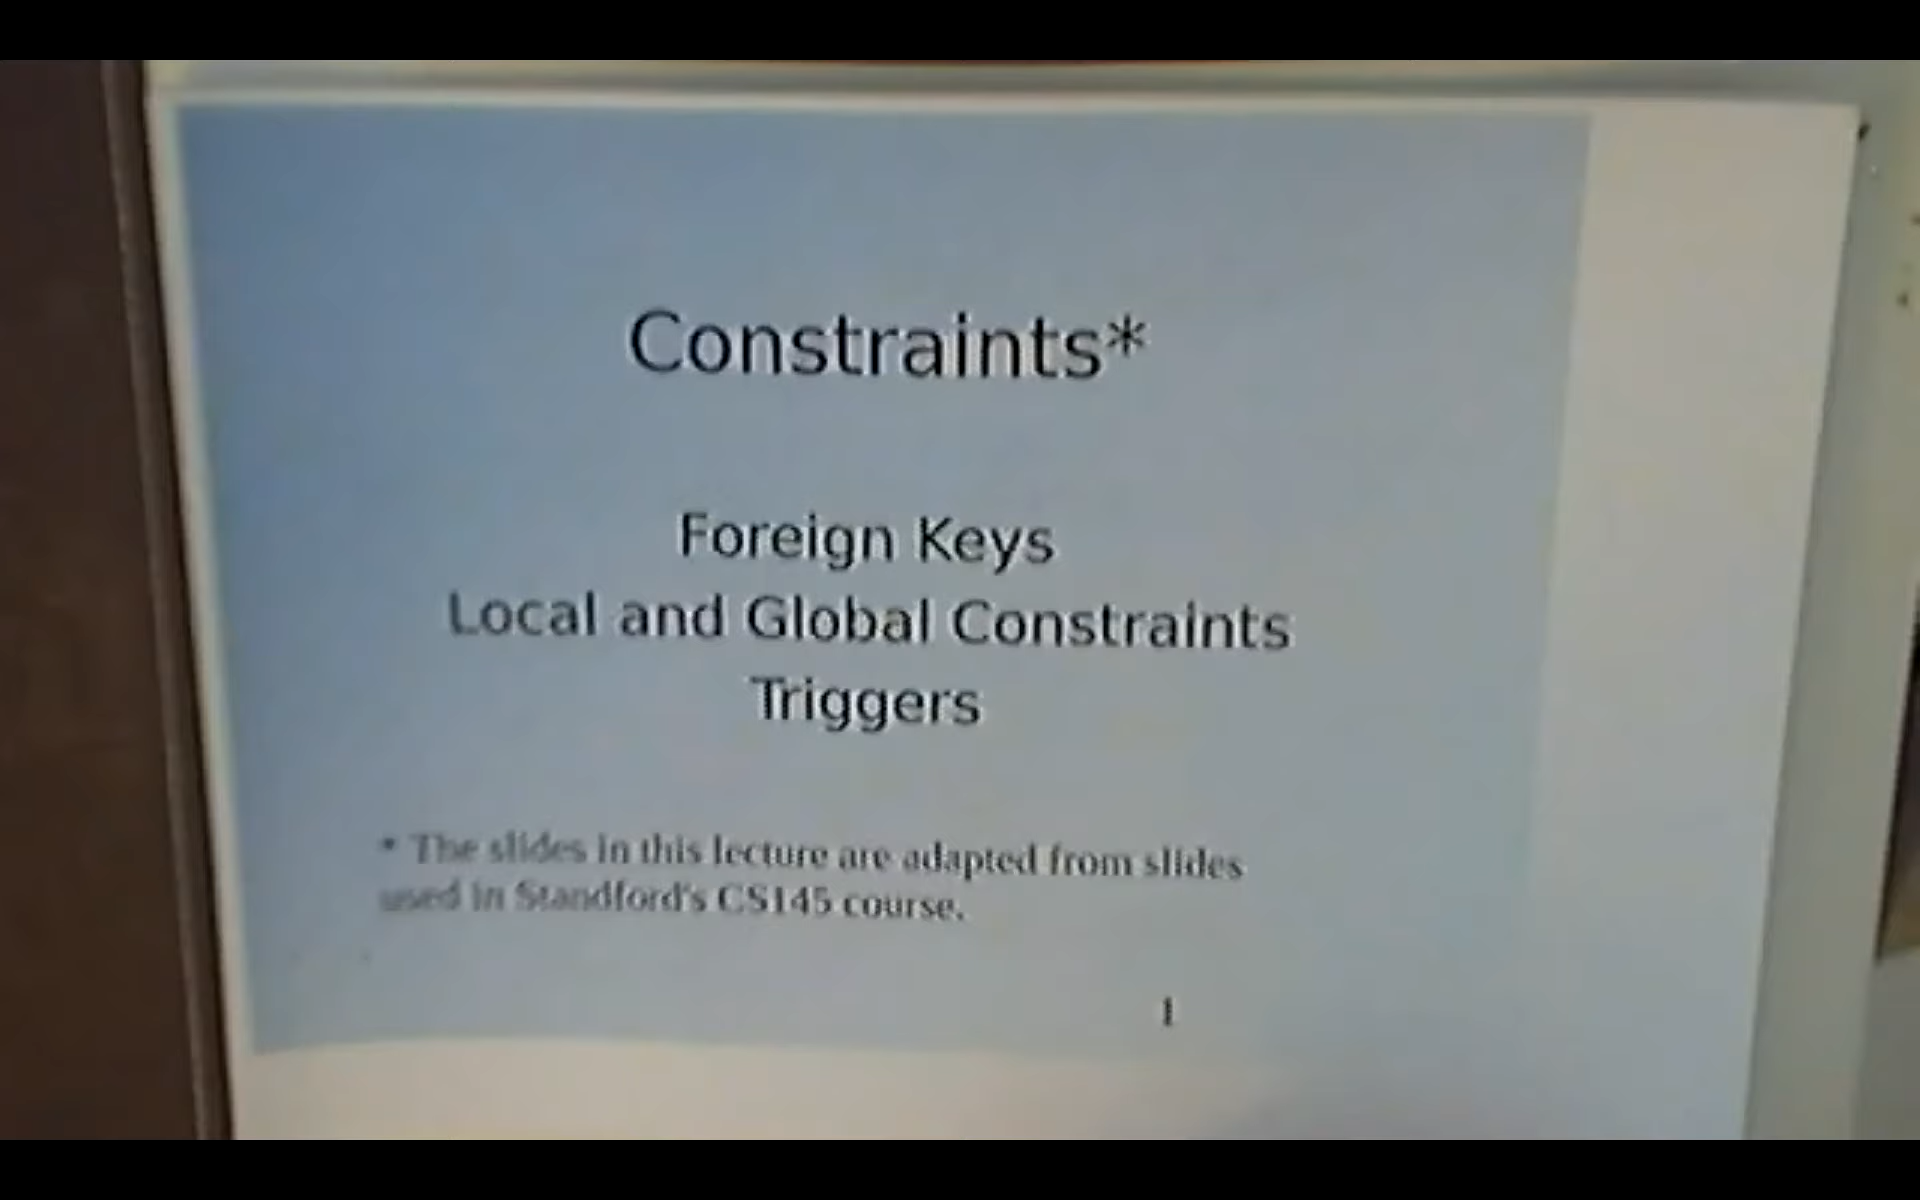 Constraints*
Foreign Keys
Local and Global Constraints
Triggers
* The slides in this lecture are adapted from slides
used in Standford's CS145 course.
1